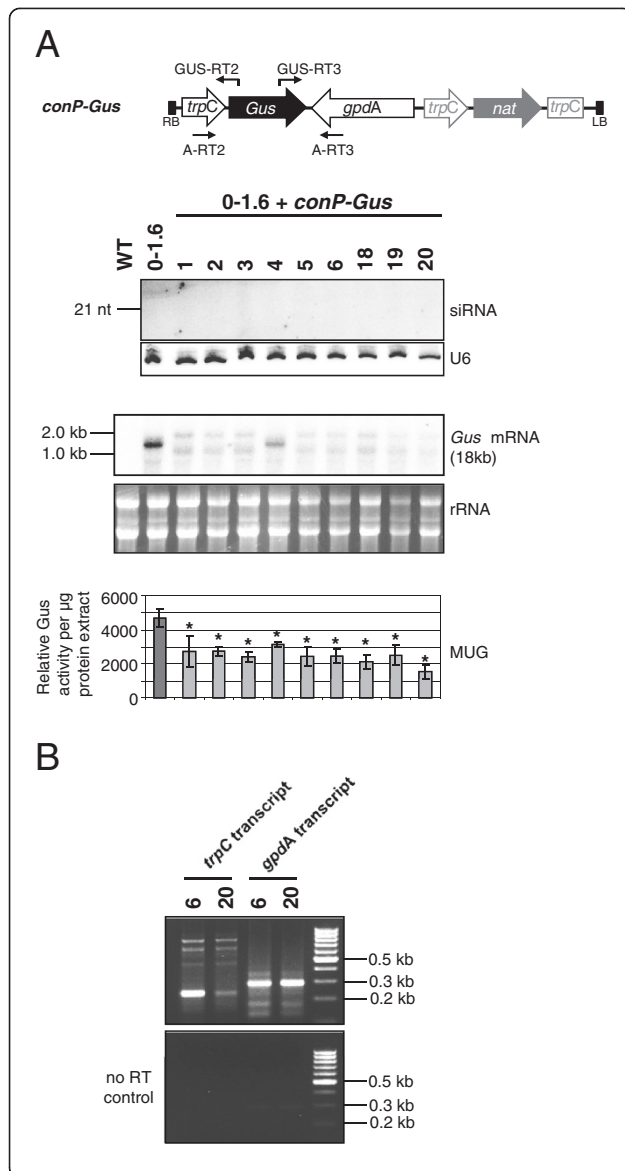 A
GUS-RT2 GUS-RT3
conP-Gus trpC Gus gpdA trpC nat trpC
RB LB
A-RT2 A-RT3
0-1.6 + conP-Gus
WT 0-1.6 1 2 3 4 5 6 18 19 20
21 nt siRNA
U6
2.0 kb Gus mRNA
1.0 kb (18kb)
rRNA
Relative Gus
activity per µg
protein extract
6000
4000
2000
0
* * * * * * * * *
MUG
B
trpC transcript gpdA transcript
6 20 6 20
0.5 kb
0.3 kb
0.2 kb
no RT
control
0.5 kb
0.3 kb
0.2 kb